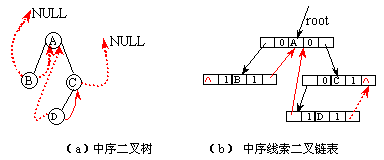 NULL
A
NULL
B
C
D
(a)中序二叉树
root
0 A 0
^ 1 B 1
0 C 1 ^
1 D 1
(b) 中序线索二叉链表